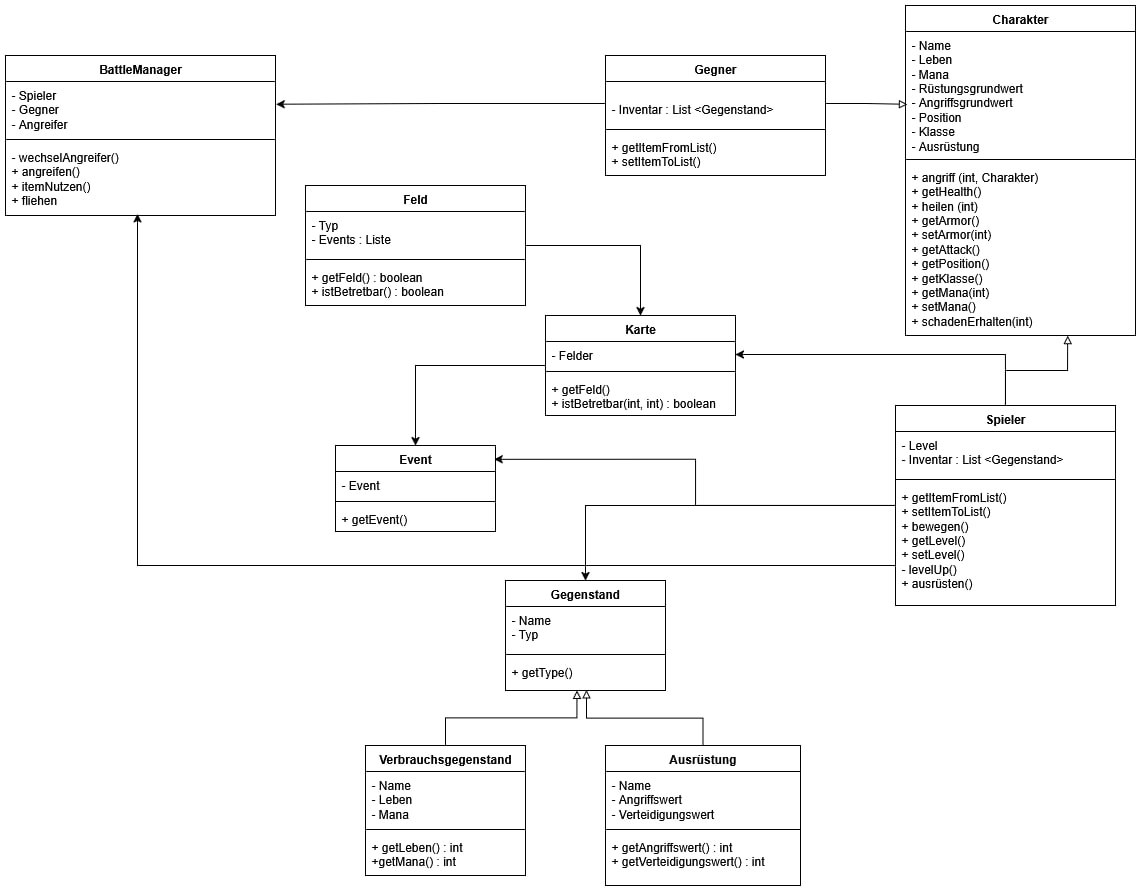 BattleManager
- Spieler
- Gegner
- Angreifer
- wechselAngreifer()
+ angreifen()
+ itemNutzen()
+ fliehen
Gegner
- Inventar : List <Gegenstand>
+ getItemFromList()
+ setItemToList()
Charakter
- Name
- Leben
- Mana
- Rüstungsgrundwert
- Angriffsgrundwert
- Position
- Klasse
- Ausrüstung
+ angriff (int, Charakter)
+ getHealth()
+ heilen (int)
+ getArmor()
+ setArmor(int)
+ getAttack()
+ getPosition()
+ getKlasse()
+ getMana(int)
+ setMana()
+ schadenErhalten(int)
Feld
- Typ
- Events : Liste
+ getFeld() : boolean
+ istBetretbar() : boolean
Karte
- Felder
+ getFeld()
+ istBetretbar(int, int) : boolean
Event
- Event
+ getEvent()
Spieler
- Level
- Inventar : List <Gegenstand>
+ getItemFromList()
+ setItemToList()
+ bewegen()
+ getLevel()
+ setLevel()
- levelUp()
+ ausrüsten()
Gegenstand
- Name
- Typ
+ getType()
Verbrauchsgegenstand
- Name
- Leben
- Mana
+ getLeben() : int
+getMana() : int
Ausrüstung
- Name
- Angriffswert
- Verteidigungswert
+ getAngriffswert() : int
+ getVerteidigungswert() : int